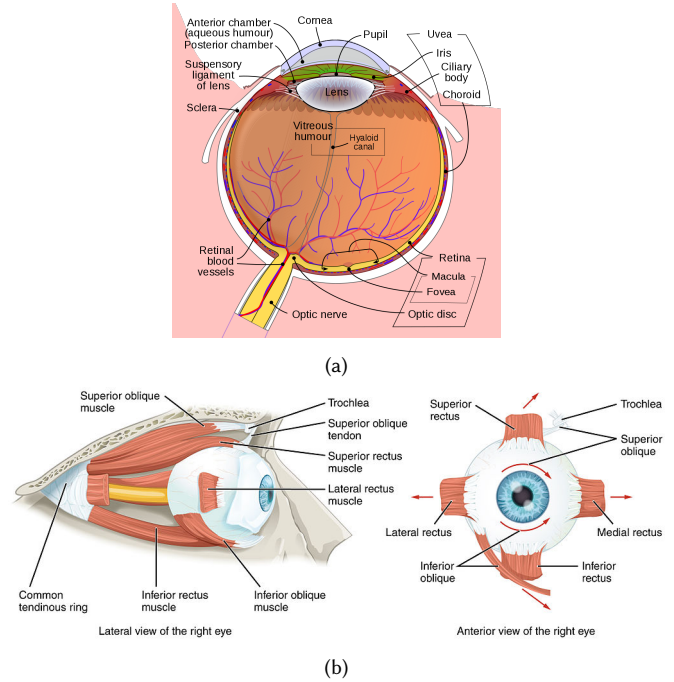 Cornea
Anterior chamber
(aqueous humour)
Posterior chamber
Pupil
Uvea
Iris
Suspensory
ligament
of lens
Ciliary
body
Choroid
Lens
Sclera
Vitreous
humour
Hyaloid
canal
Retinal
blood
vessels
Retina
Macula
Fovea
Optic nerve
Optic disc
(a)
Superior oblique
muscle
Trochlea
Superior oblique
tendon
Superior rectus
muscle
Lateral rectus
muscle
Common
tendinous ring
Inferior rectus
muscle
Inferior oblique
muscle
Lateral view of the right eye
Superior
rectus
Trochlea
Superior
oblique
Lateral rectus
Medial rectus
Inferior
oblique
Inferior
rectus
Anterior view of the right eye
(b)